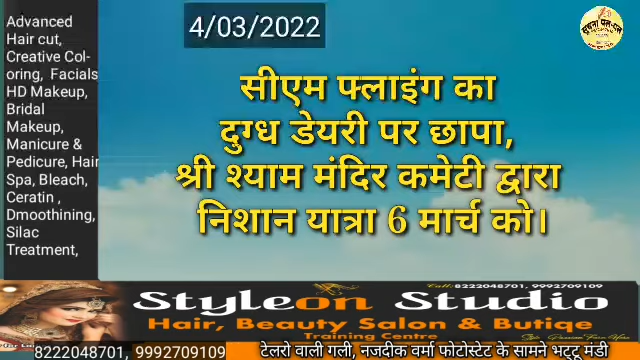 Advanced
Hair cut,
Creative Col-
oring, Facials
HD Makeup,
Bridal
Makeup,
Manicure &
Pedicure, Hair
Spa, Bleach,
Ceratin ,
Dmoothining,
Silac
Treatment,
4/03/2022
सीएम फ्लाइंग का
दुग्ध डेयरी पर छापा,
श्री श्याम मंदिर कमेटी द्वारा
निशान यात्रा 6 मार्च को।
Call: 8222048701, 9992709109
Styleon Studio
Hair, Beauty Salon & Butiqe
Training Centre
8222048701, 9992709109
टेलरो वाली गली, नजदीक वर्मा फोटोस्टेट के सामने भट्टू मंडी